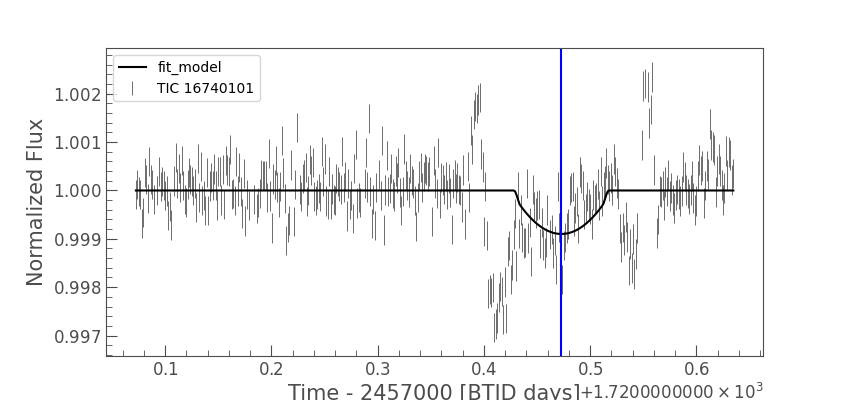 fit_model
TIC 16740101
Normalized Flux
1.002
1.001
1.000
0.999
0.998
0.997
0.1 0.2 0.3 0.4 0.5 0.6
Time - 2457000 [BTJD days]
+1.7200000000 × 10³